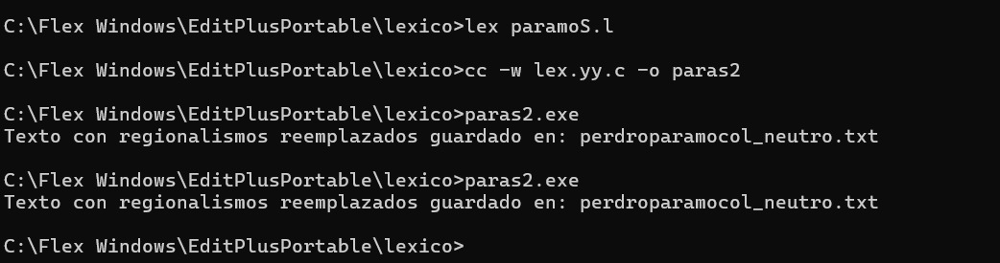 C:\Flex Windows\EditPlusPortable\lexico>lex paramoS.l
C:\Flex Windows\EditPlusPortable\lexico>cc -w lex.yy.c -o paras2
C:\Flex Windows\EditPlusPortable\lexico>paras2.exe
Texto con regionalismos reemplazados guardado en: perdroparamocol_neutro.txt
C:\Flex Windows\EditPlusPortable\lexico>paras2.exe
Texto con regionalismos reemplazados guardado en: perdroparamocol_neutro.txt
C:\Flex Windows\EditPlusPortable\lexico>